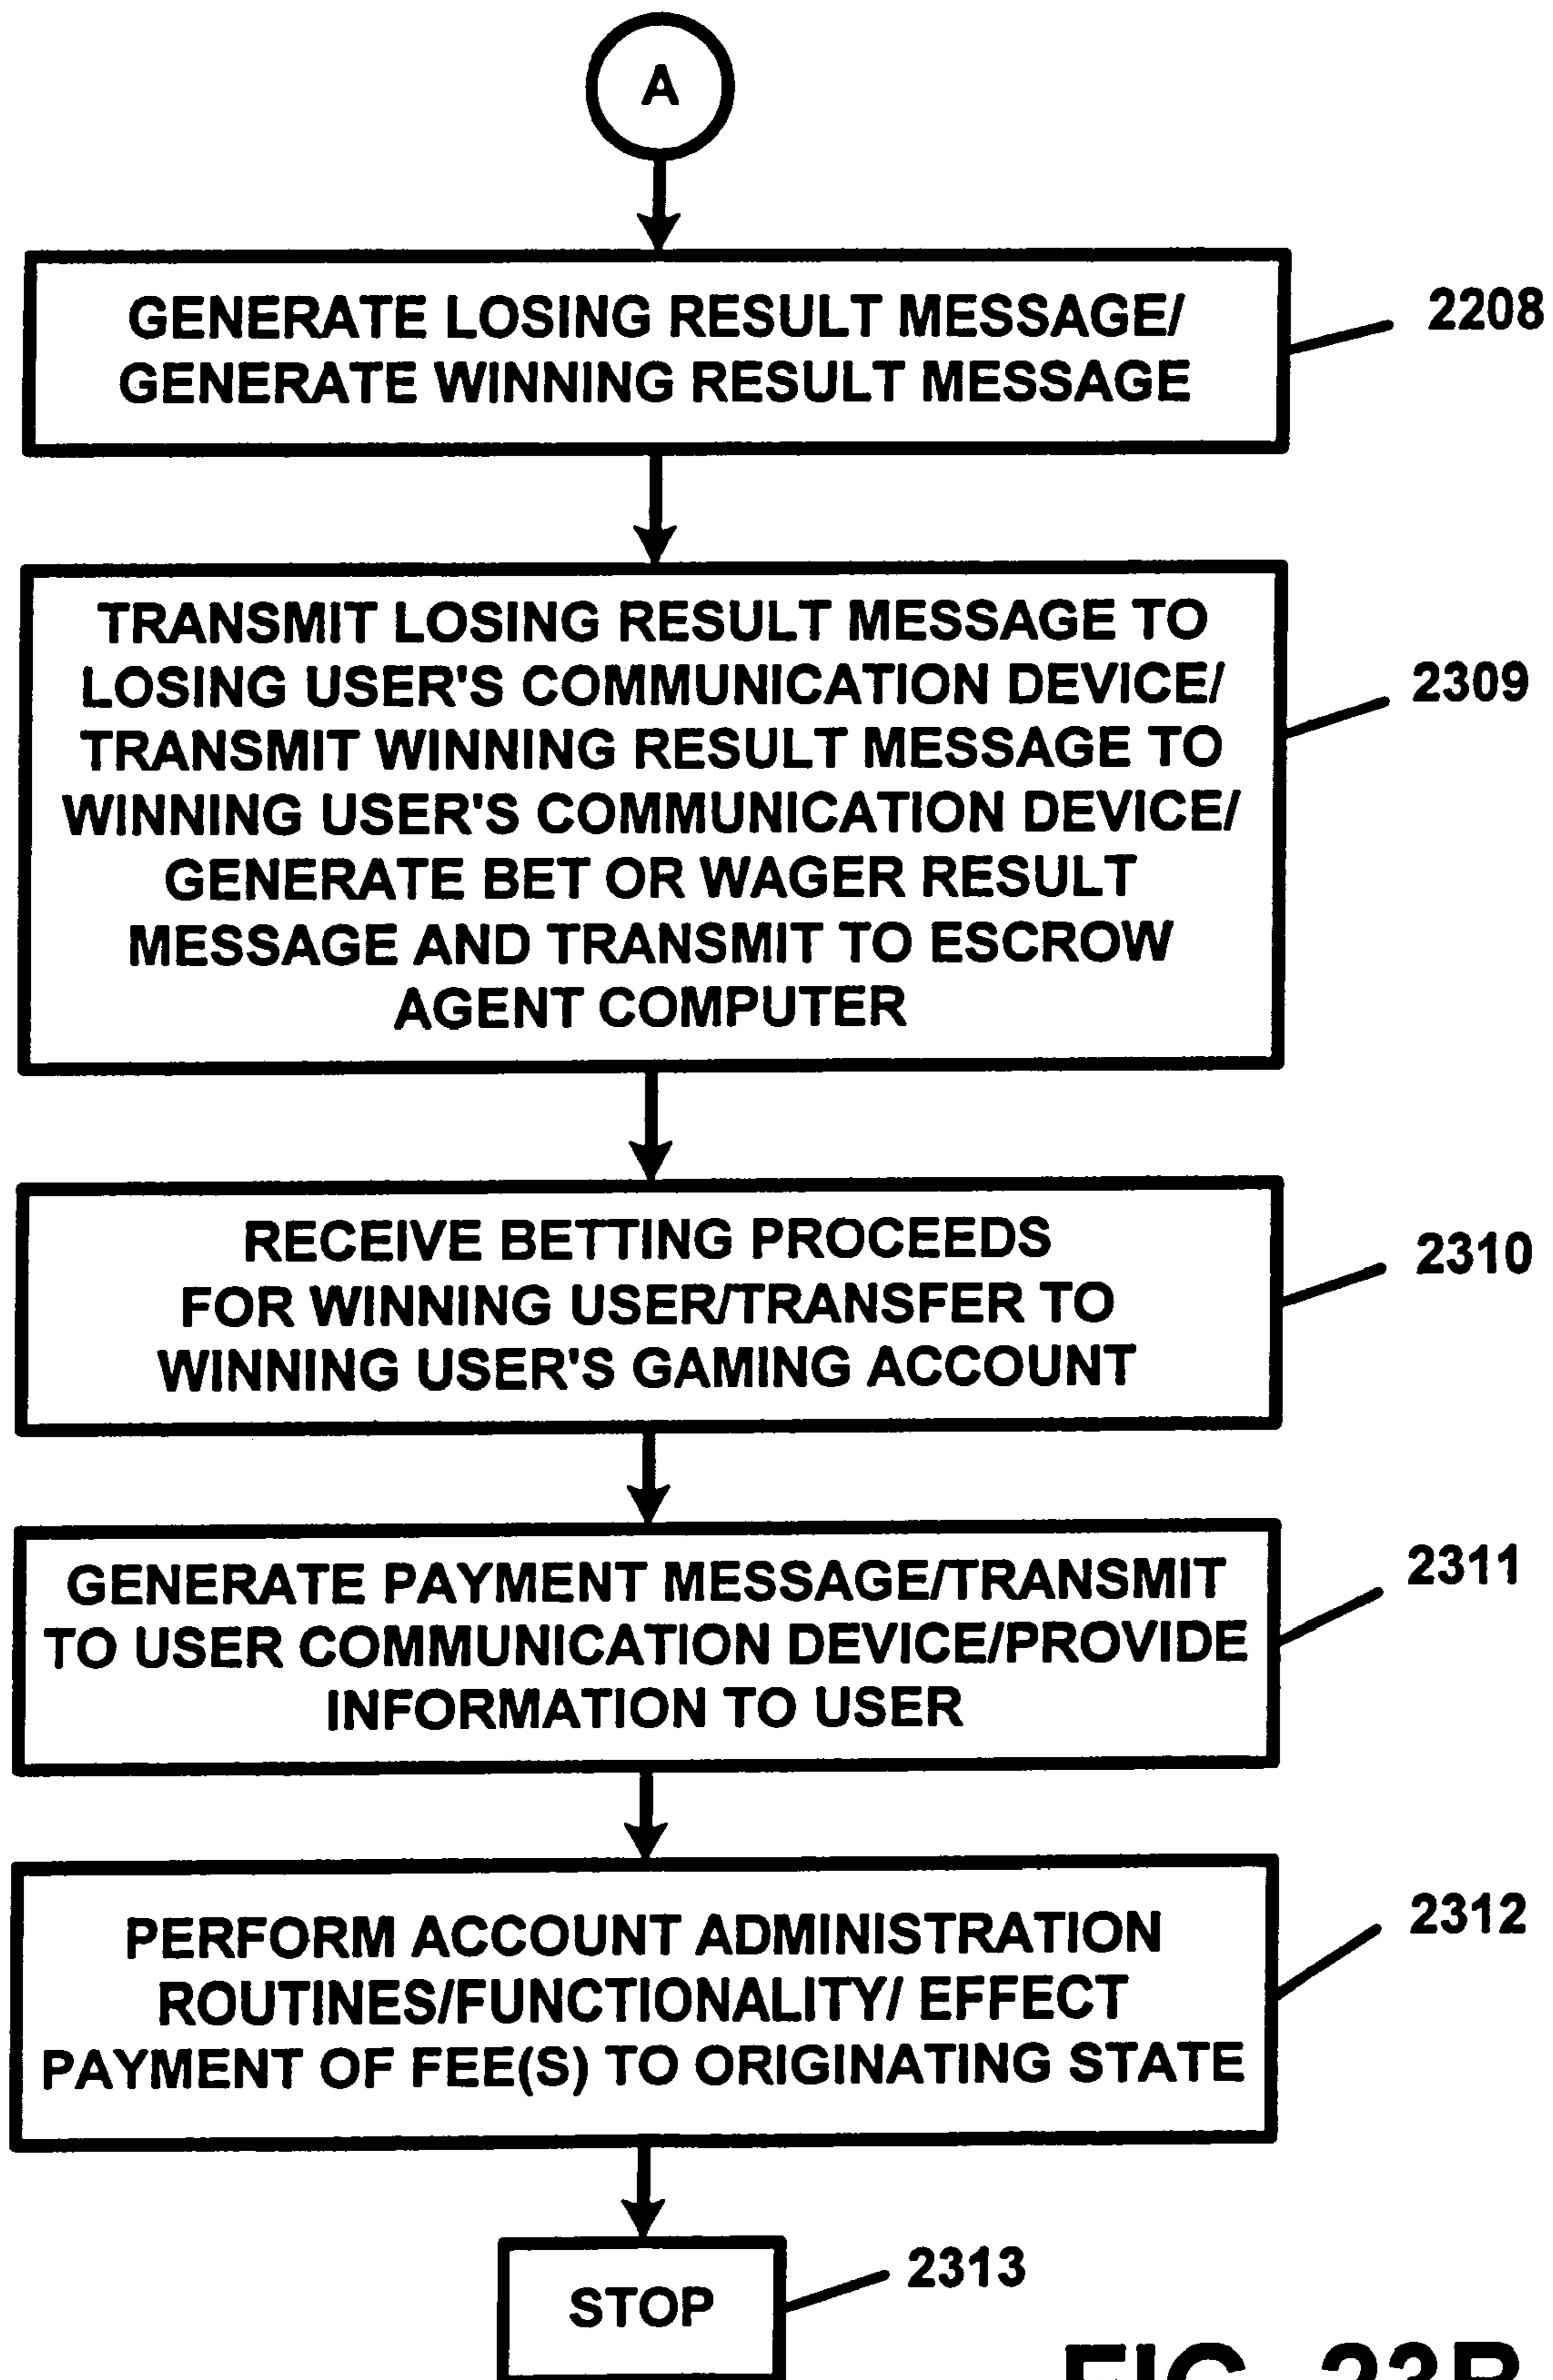 A
GENERATE LOSING RESULT MESSAGE/
GENERATE WINNING RESULT MESSAGE
2208
TRANSMIT LOSING RESULT MESSAGE TO
LOSING USER'S COMMUNICATION DEVICE/
TRANSMIT WINNING RESULT MESSAGE TO
WINNING USER'S COMMUNICATION DEVICE/
GENERATE BET OR WAGER RESULT
MESSAGE AND TRANSMIT TO ESCROW
AGENT COMPUTER
2309
RECEIVE BETTING PROCEEDS
FOR WINNING USER/TRANSFER TO
WINNING USER'S GAMING ACCOUNT
2310
GENERATE PAYMENT MESSAGE/TRANSMIT
TO USER COMMUNICATION DEVICE/PROVIDE
INFORMATION TO USER
2311
PERFORM ACCOUNT ADMINISTRATION
ROUTINES/FUNCTIONALITY/ EFFECT
PAYMENT OF FEE(S) TO ORIGINATING STATE
2312
STOP
2313
FIG. 23B